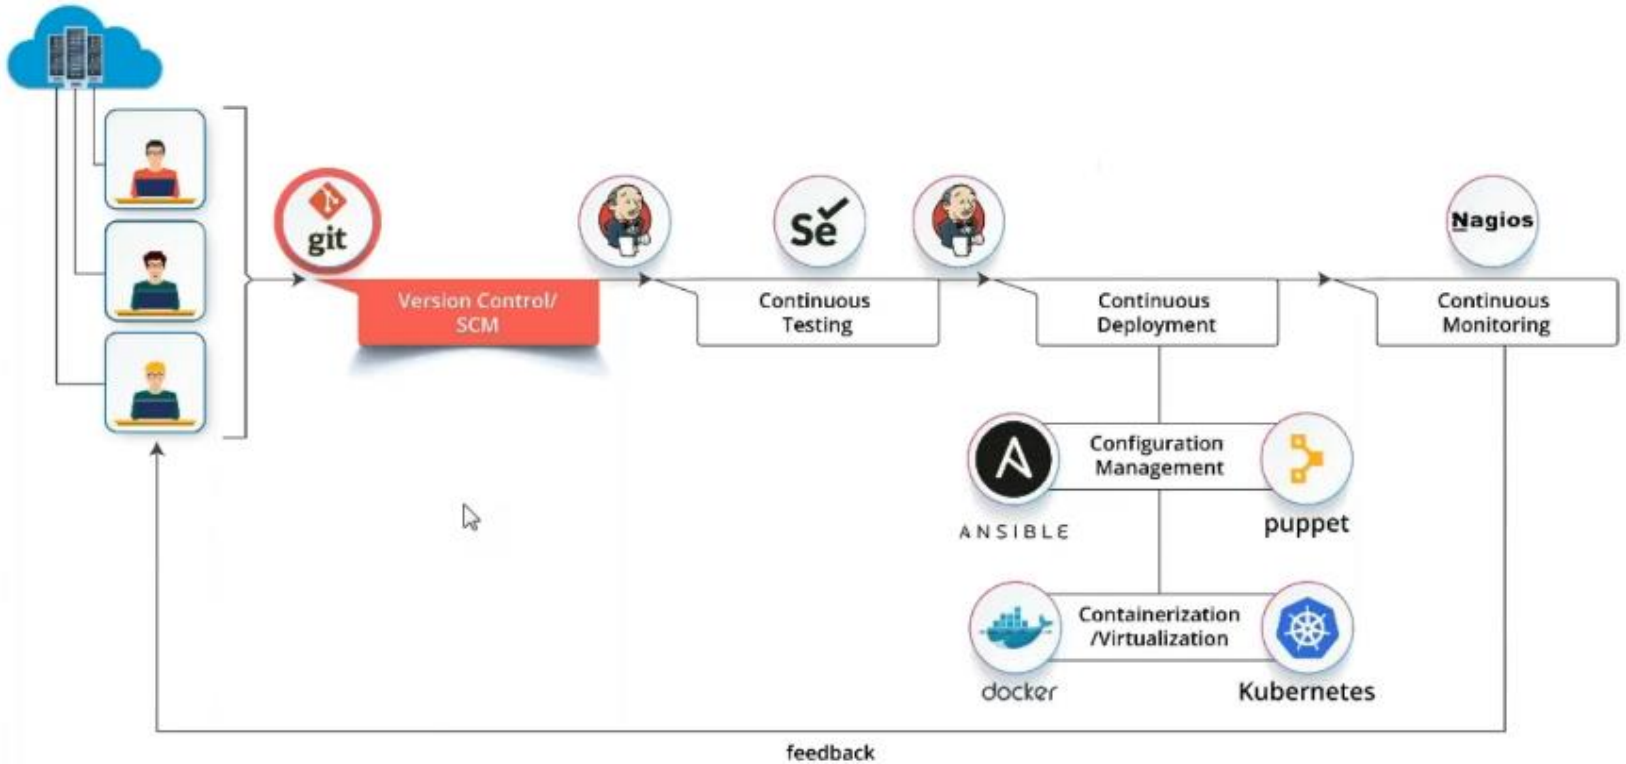 git
Version Control/
SCM
Se
Continuous
Testing
Continuous
Deployment
Nagios
Continuous
Monitoring
Configuration
Management
ANSIBLE
puppet
Containerization
/Virtualization
docker
Kubernetes
feedback